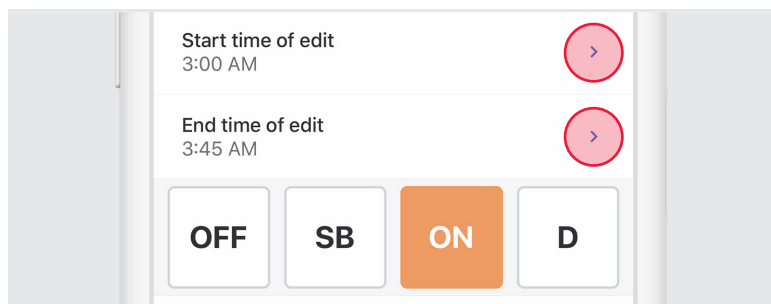 Start time of edit
3:00 AM
End time of edit
3:45 AM
OFF SB ON D